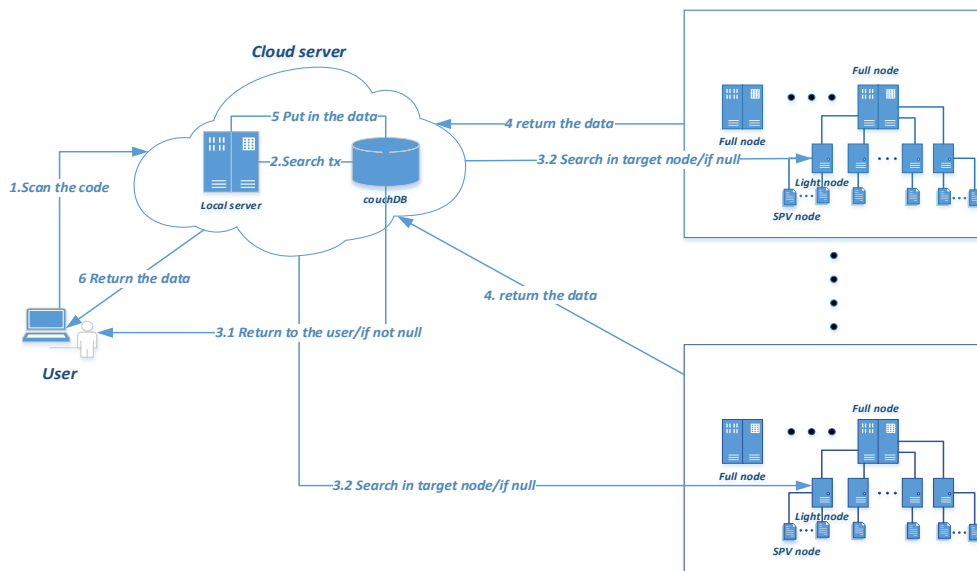 Cloud server
5 Put in the data
2.Search tx
Local server
couchDB
1.Scan the code
6 Return the data
3.1 Return to the user/if not null
User
4 return the data
3.2 Search in target node/if null
4. return the data
3.2 Search in target node/if null
Full node
Full node
Light node
SPV node
Full node
Full node
Light node
SPV node